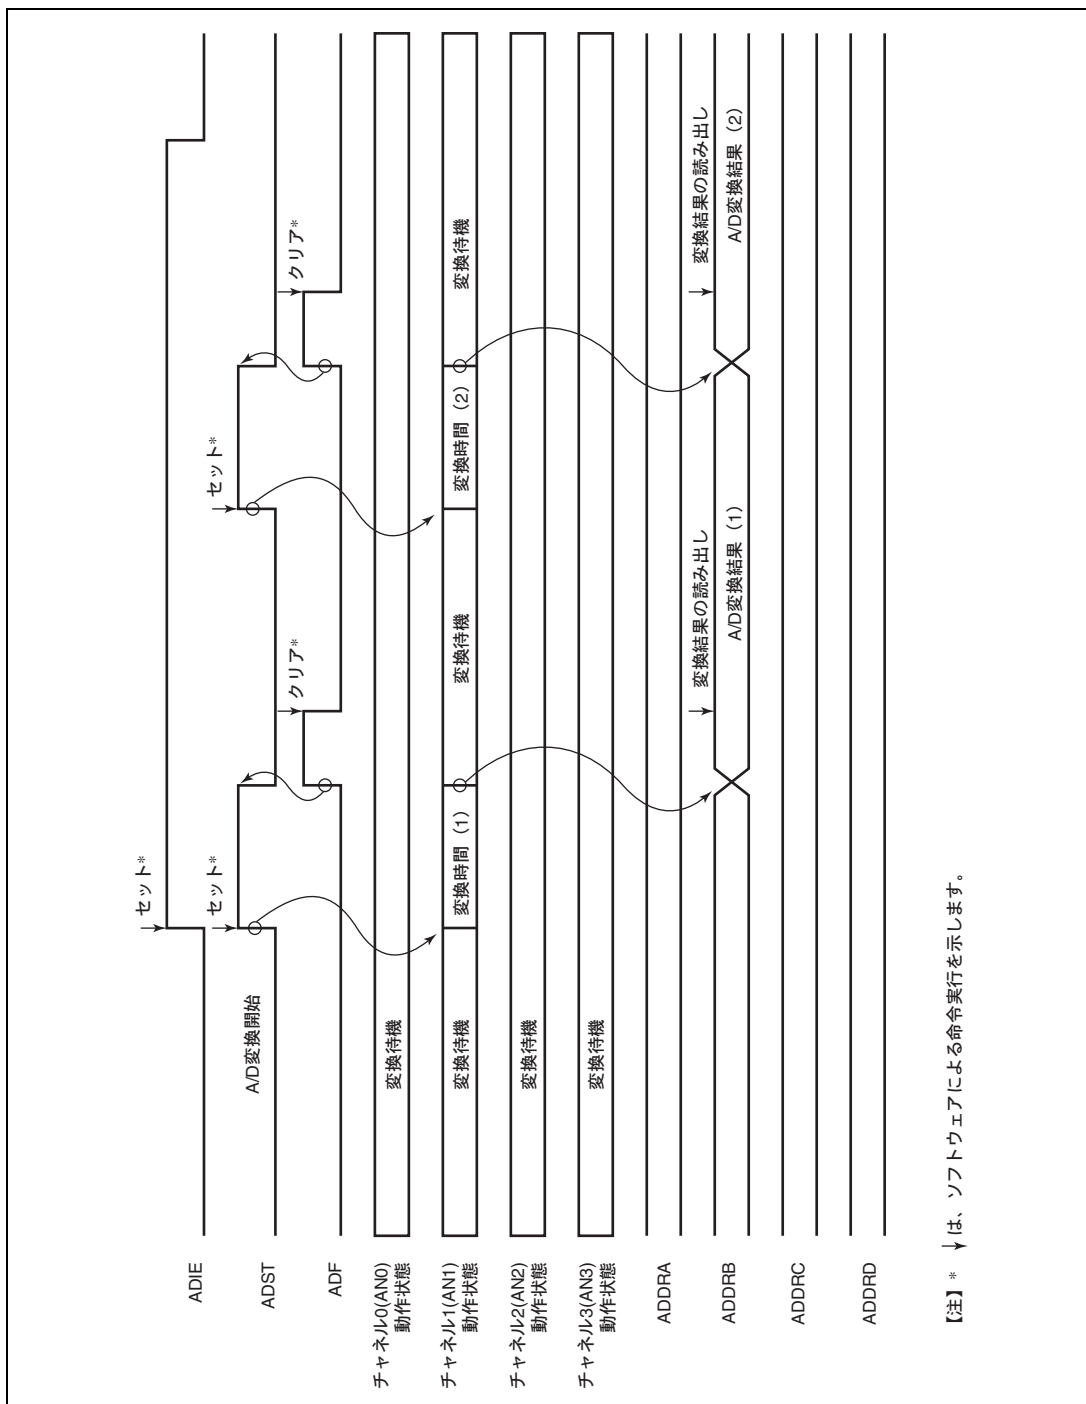 ADIE
セット*
ADST
A/D変換開始
セット*
セット*
ADF
クリア*
クリア*
チャネル0(AN0)
動作状態
変換待機
チャネル1(AN1)
動作状態
変換待機
変換時間（1）
変換待機
変換時間（2）
変換待機
チャネル2(AN2)
動作状態
変換待機
チャネル3(AN3)
動作状態
変換待機
ADDRA
変換結果の読み出し
変換結果の読み出し
ADDRB
A/D変換結果（1）
A/D変換結果（2）
ADDRC
ADDRD
【注】* ↓は、ソフトウェアによる命令実行を示します。